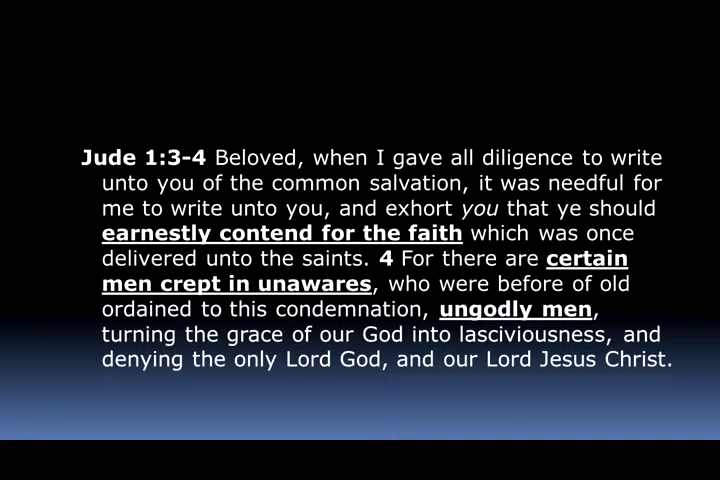 Jude 1:3-4 Beloved, when I gave all diligence to write
unto you of the common salvation, it was needful for
me to write unto you, and exhort you that ye should
earnestly contend for the faith which was once
delivered unto the saints. 4 For there are certain
men crept in unawares, who were before of old
ordained to this condemnation, ungodly men,
turning the grace of our God into lasciviousness, and
denying the only Lord God, and our Lord Jesus Christ.